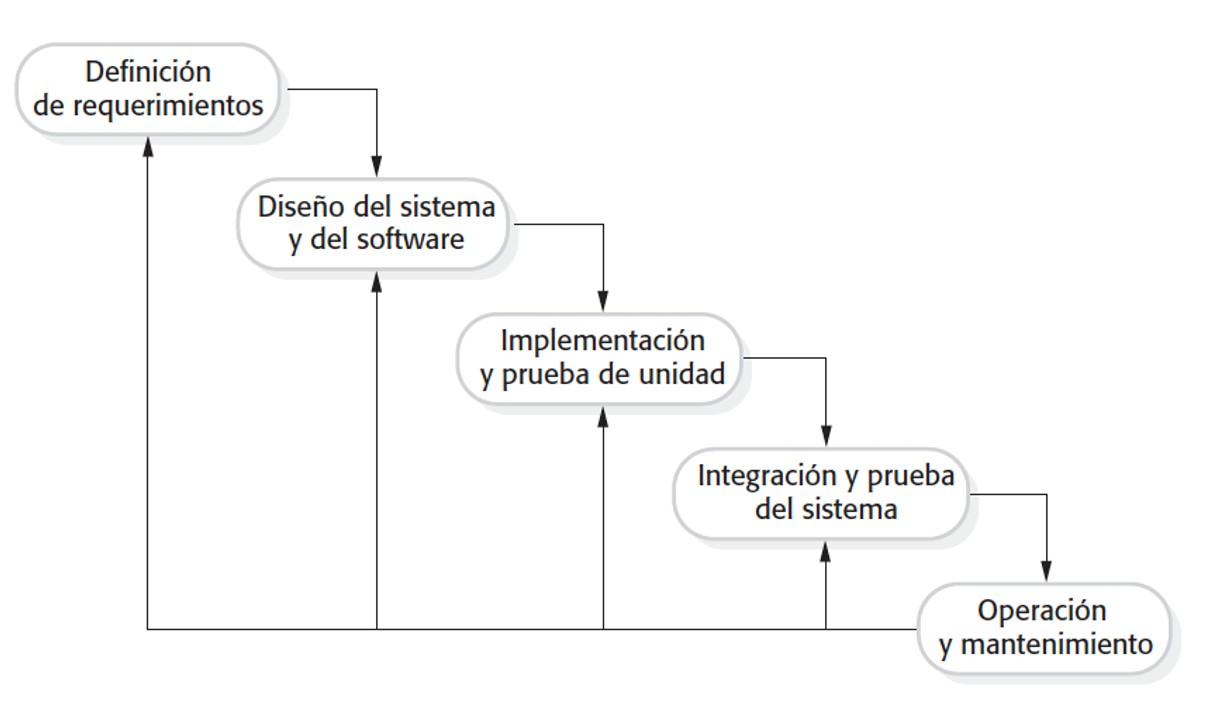 Definición
de requerimientos
Diseño del sistema
y del software
Implementación
y prueba de unidad
Integración y prueba
del sistema
Operación
y mantenimiento